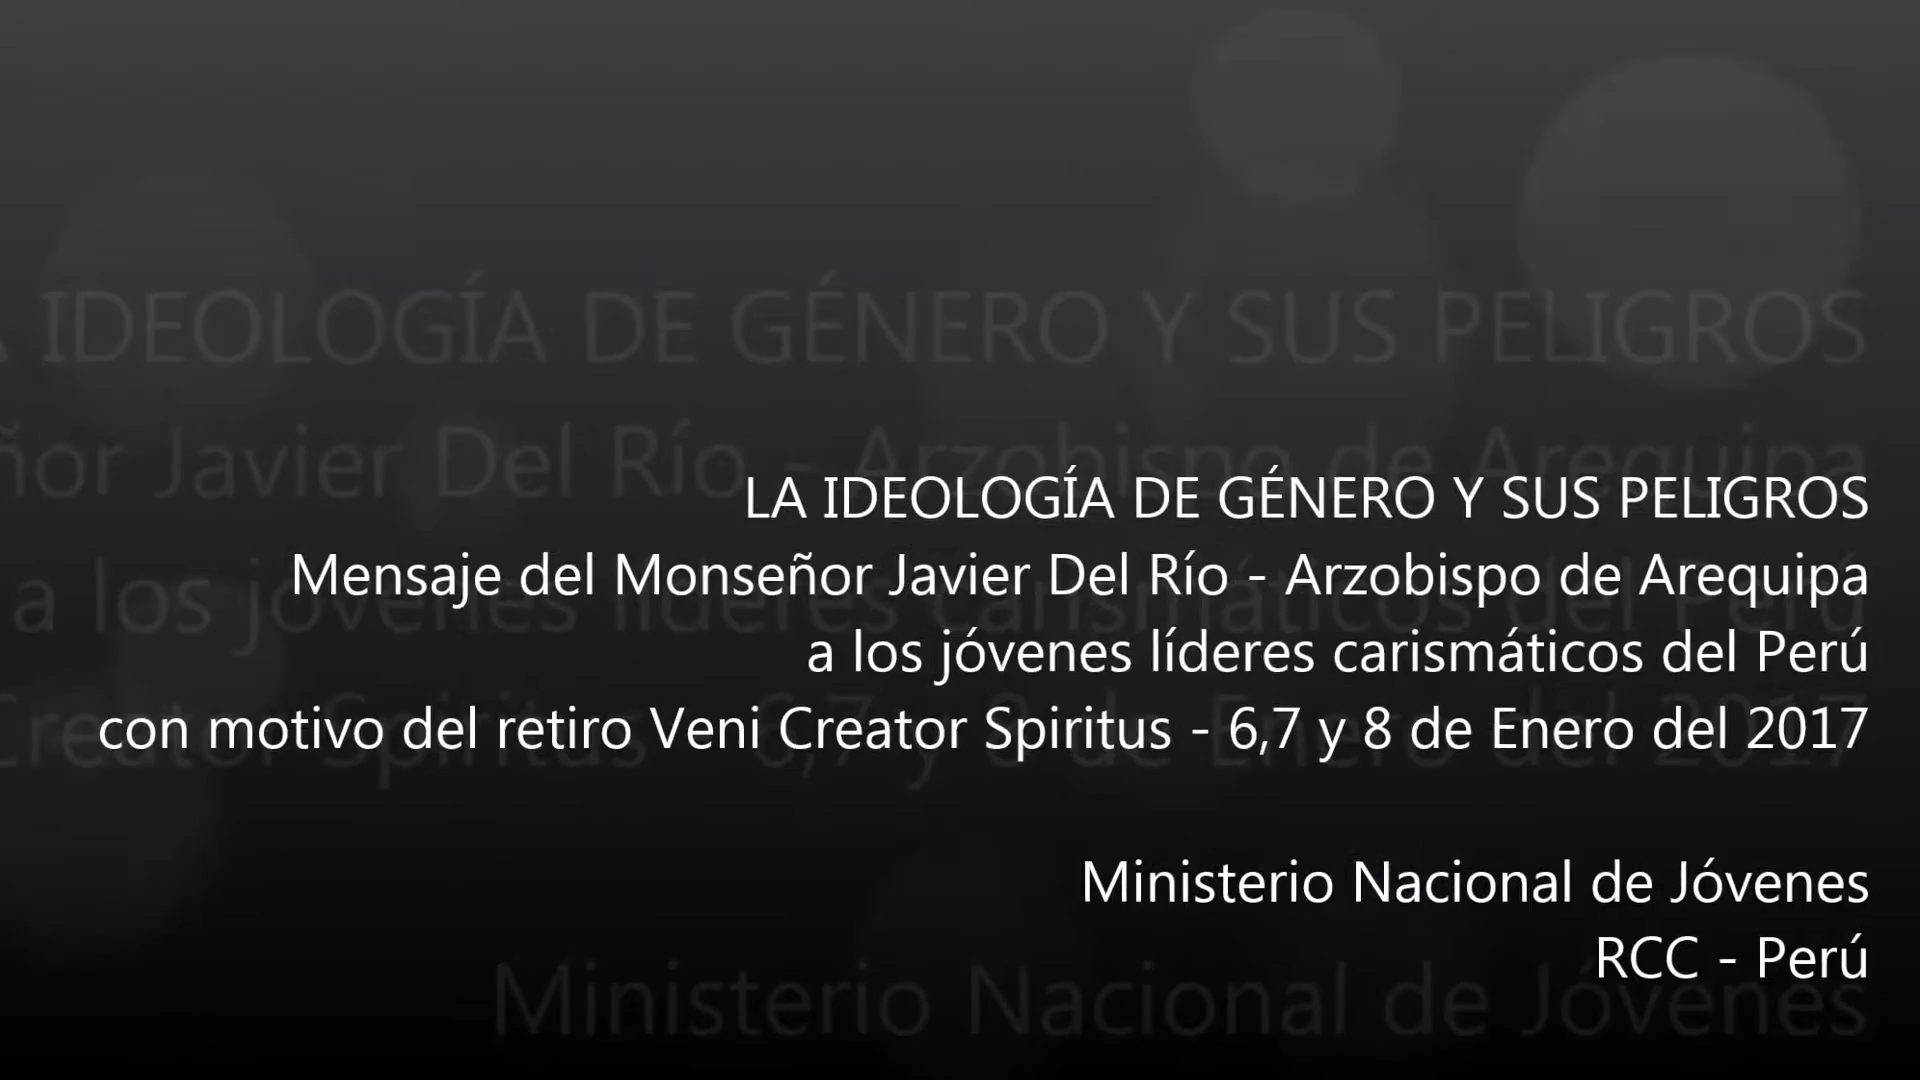 LA IDEOLOGÍA DE GÉNERO Y SUS PELIGROS
Mensaje del Monseñor Javier Del Río - Arzobispo de Arequipa
a los jóvenes líderes carismáticos del Perú
con motivo del retiro Veni Creator Spiritus - 6,7 y 8 de Enero del 2017
Ministerio Nacional de Jóvenes
RCC - Perú